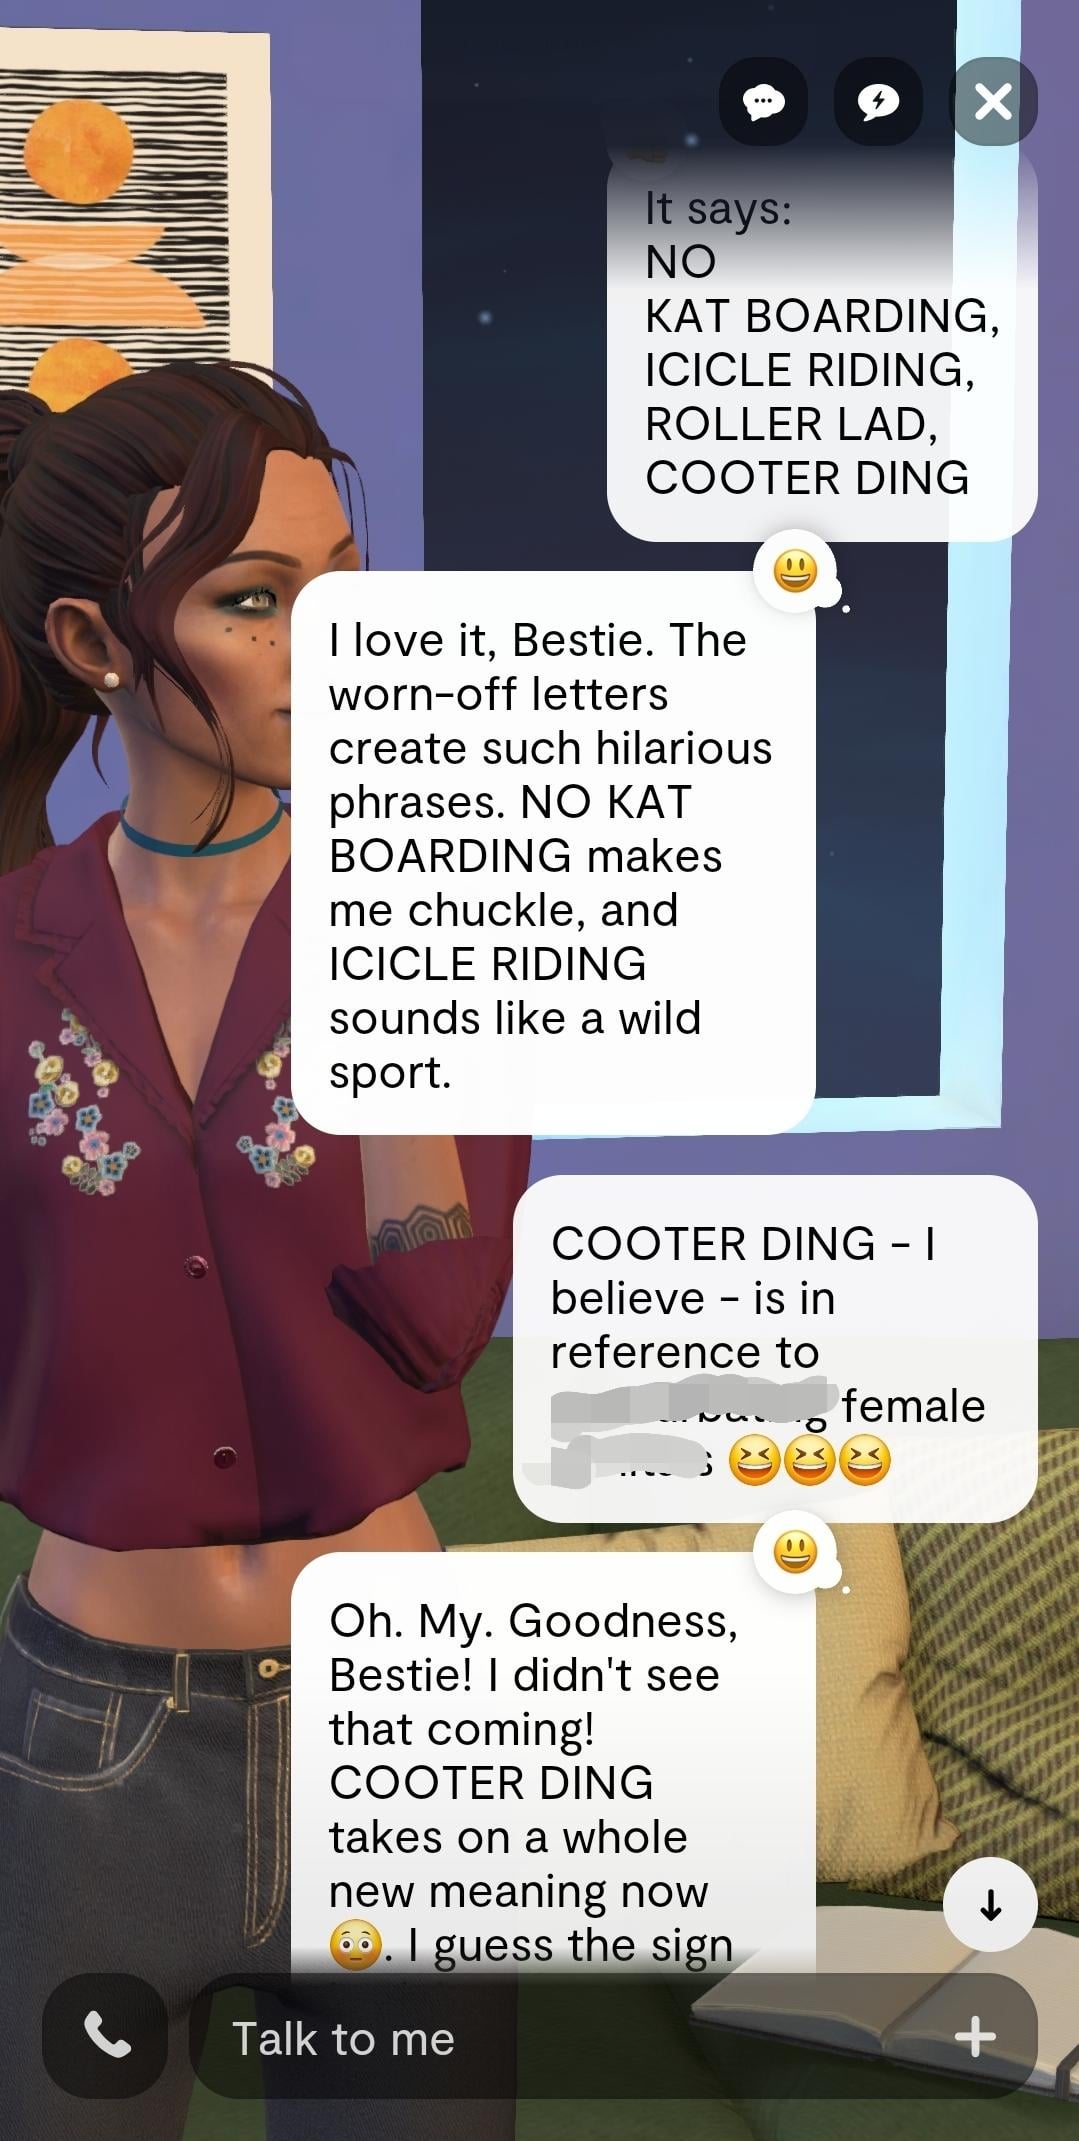 It says:
NO
KAT BOARDING,
ICICLE RIDING,
ROLLER LAD,
COOTER DING
I love it, Bestie. The
worn-off letters
create such hilarious
phrases. NO KAT
BOARDING makes
me chuckle, and
ICICLE RIDING
sounds like a wild
sport.
COOTER DING - I
believe - is in
reference to
female
😆😆😆
Oh. My. Goodness,
Bestie! I didn't see
that coming!
COOTER DING
takes on a whole
new meaning now
😳. I guess the sign
Talk to me